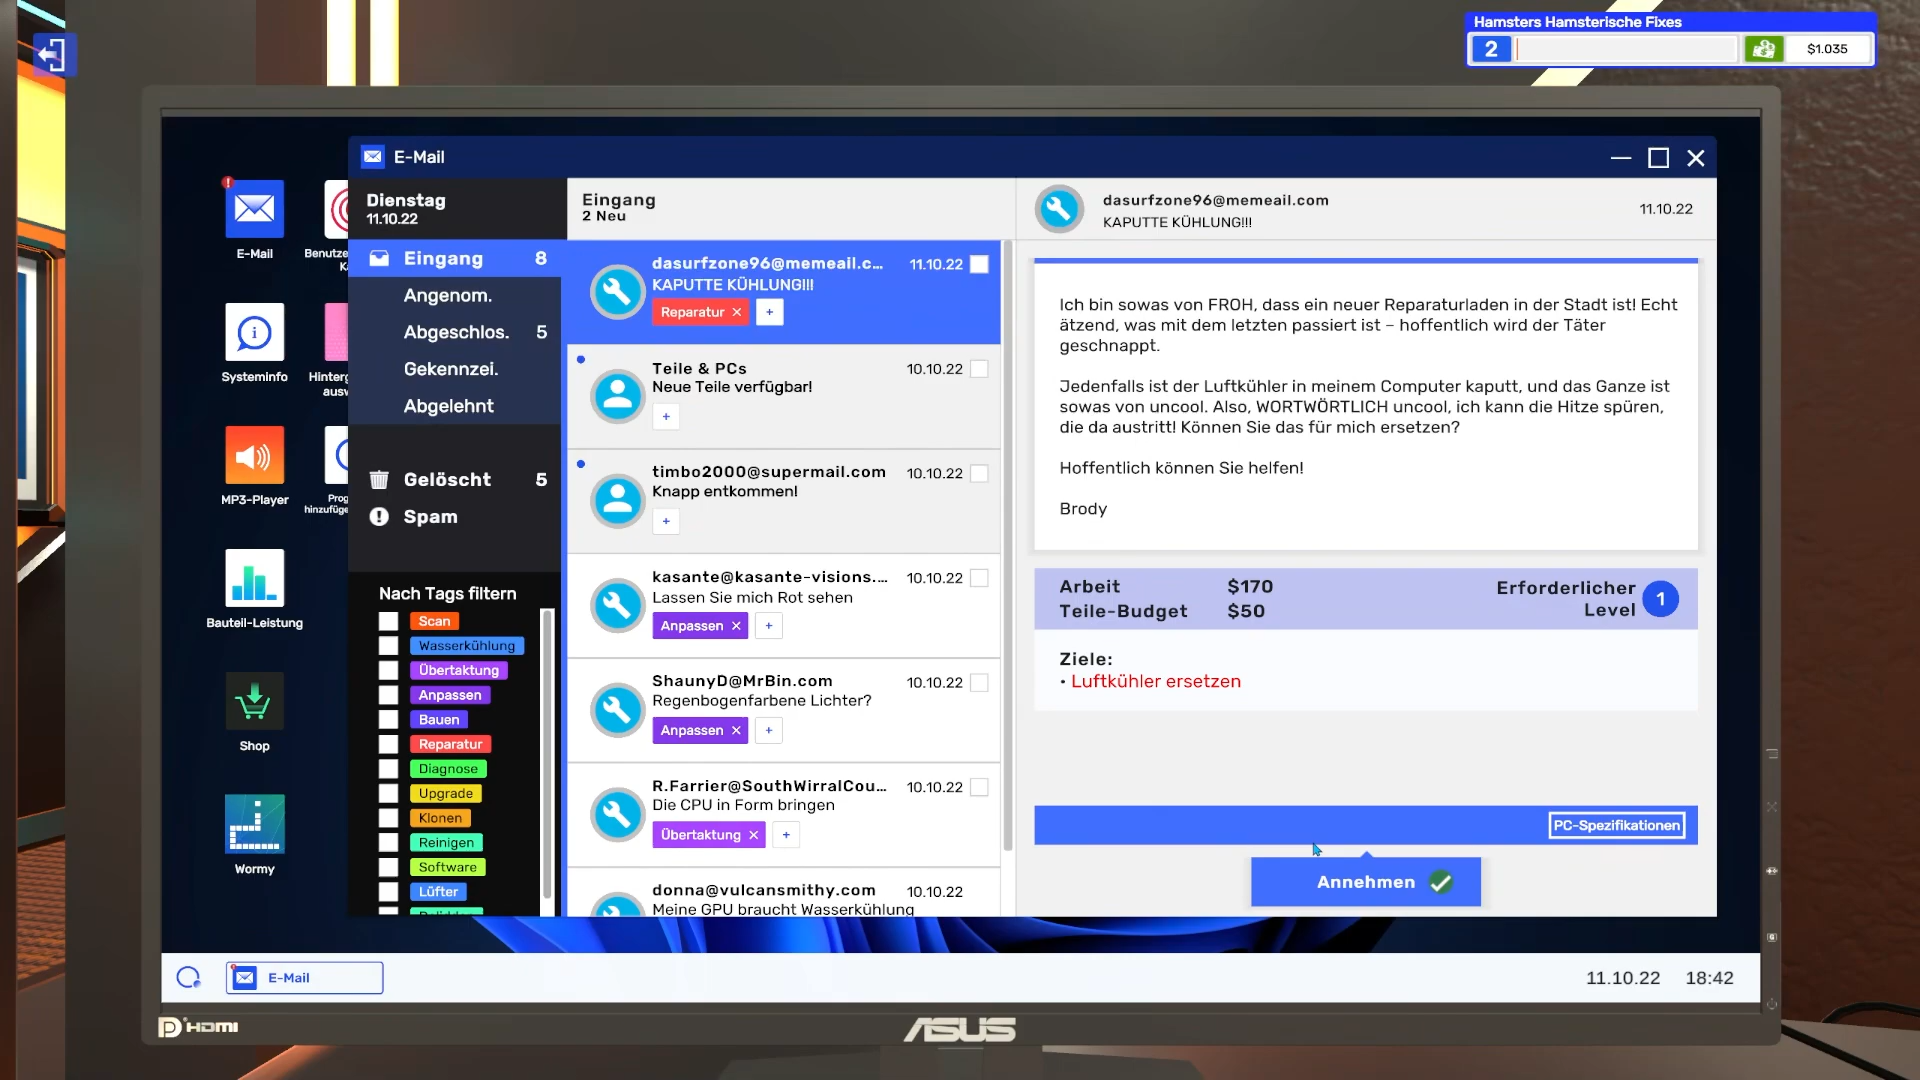 Hamsters Hamsterische Fixes
2
$1.035
E-Mail
Dienstag
11.10.22
Eingang
2 Neu
dasurfzone96@memeail.com
KAPUTTE KÜHLUNG!!!
11.10.22
E-Mail
Systeminfo
MP3-Player
Bauteil-Leistung
Shop
Wormy
Eingang 8
Angenom.
Abgeschlos. 5
Gekennzei.
Abgelehnt
Gelöscht 5
Spam
Nach Tags filtern
Scan
Wasserkühlung
Übertaktung
Anpassen
Bauen
Reparatur
Diagnose
Upgrade
Klonen
Reinigen
Software
Lüfter
dasurfzone96@memeail.c... 11.10.22
KAPUTTE KÜHLUNG!!!
Reparatur × +
Teile & PCs 10.10.22
Neue Teile verfügbar!
+
timbo2000@supermail.com 10.10.22
Knapp entkommen!
+
kasante@kasante-visions.... 10.10.22
Lassen Sie mich Rot sehen
Anpassen × +
ShaunyD@MrBin.com 10.10.22
Regenbogenfarbene Lichter?
Anpassen × +
R.Farrier@SouthWirralCou... 10.10.22
Die CPU in Form bringen
Übertaktung × +
donna@vulcansmithy.com 10.10.22
Meine GPU braucht Wasserkühlung
Ich bin sowas von FROH, dass ein neuer Reparaturladen in der Stadt ist! Echt
ätzend, was mit dem letzten passiert ist – hoffentlich wird der Täter
geschnappt.
Jedenfalls ist der Luftkühler in meinem Computer kaputt, und das Ganze ist
sowas von uncool. Also, WORTWÖRTLICH uncool, ich kann die Hitze spüren,
die da austritt! Können Sie das für mich ersetzen?
Hoffentlich können Sie helfen!
Brody
Arbeit $170
Teile-Budget $50
Erforderlicher
Level 1
Ziele:
• Luftkühler ersetzen
PC-Spezifikationen
Annehmen
E-Mail
11.10.22 18:42
HDMI
ASUS